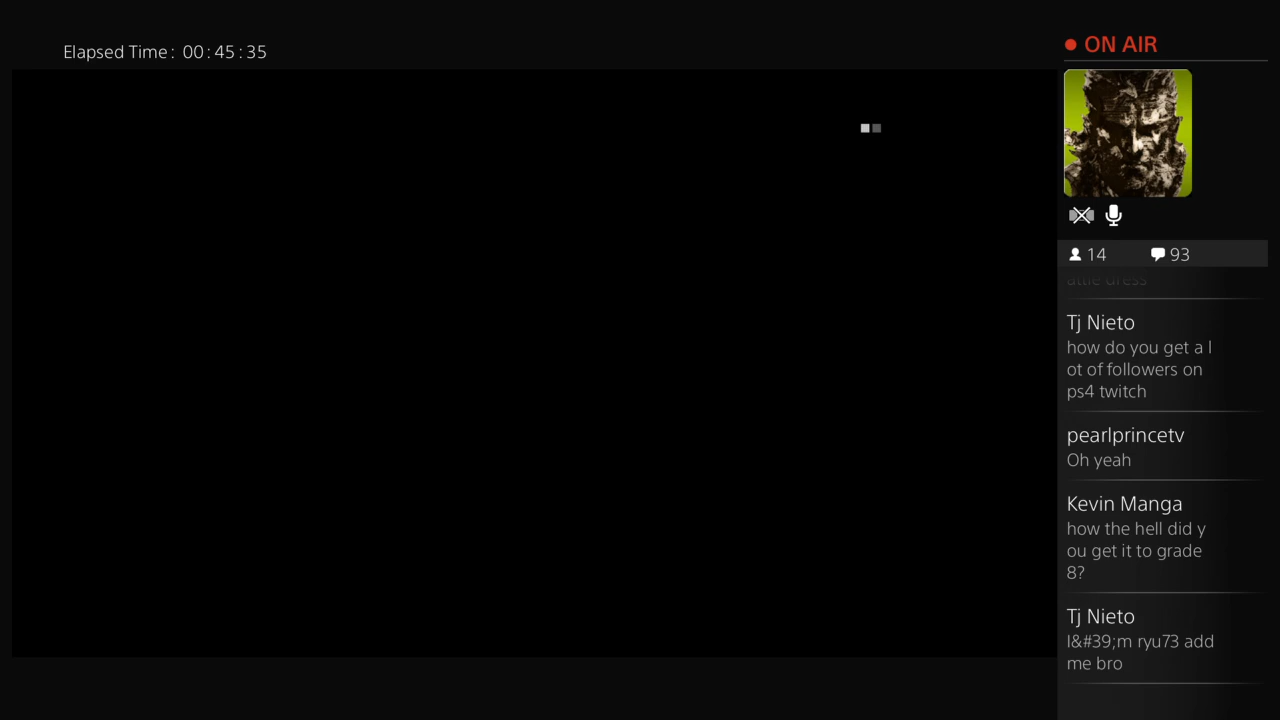 Elapsed Time: 00:45:35
ON AIR
14
93
attle dress
Tj Nieto
how do you get a l
ot of followers on
ps4 twitch
pearlprincetv
Oh yeah
Kevin Manga
how the hell did y
ou get it to grade
8?
Tj Nieto
I&#39;m ryu73 add
me bro